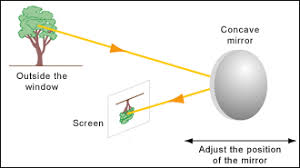 Concave
mirror
Outside the
window
Screen
Adjust the position
of the mirror